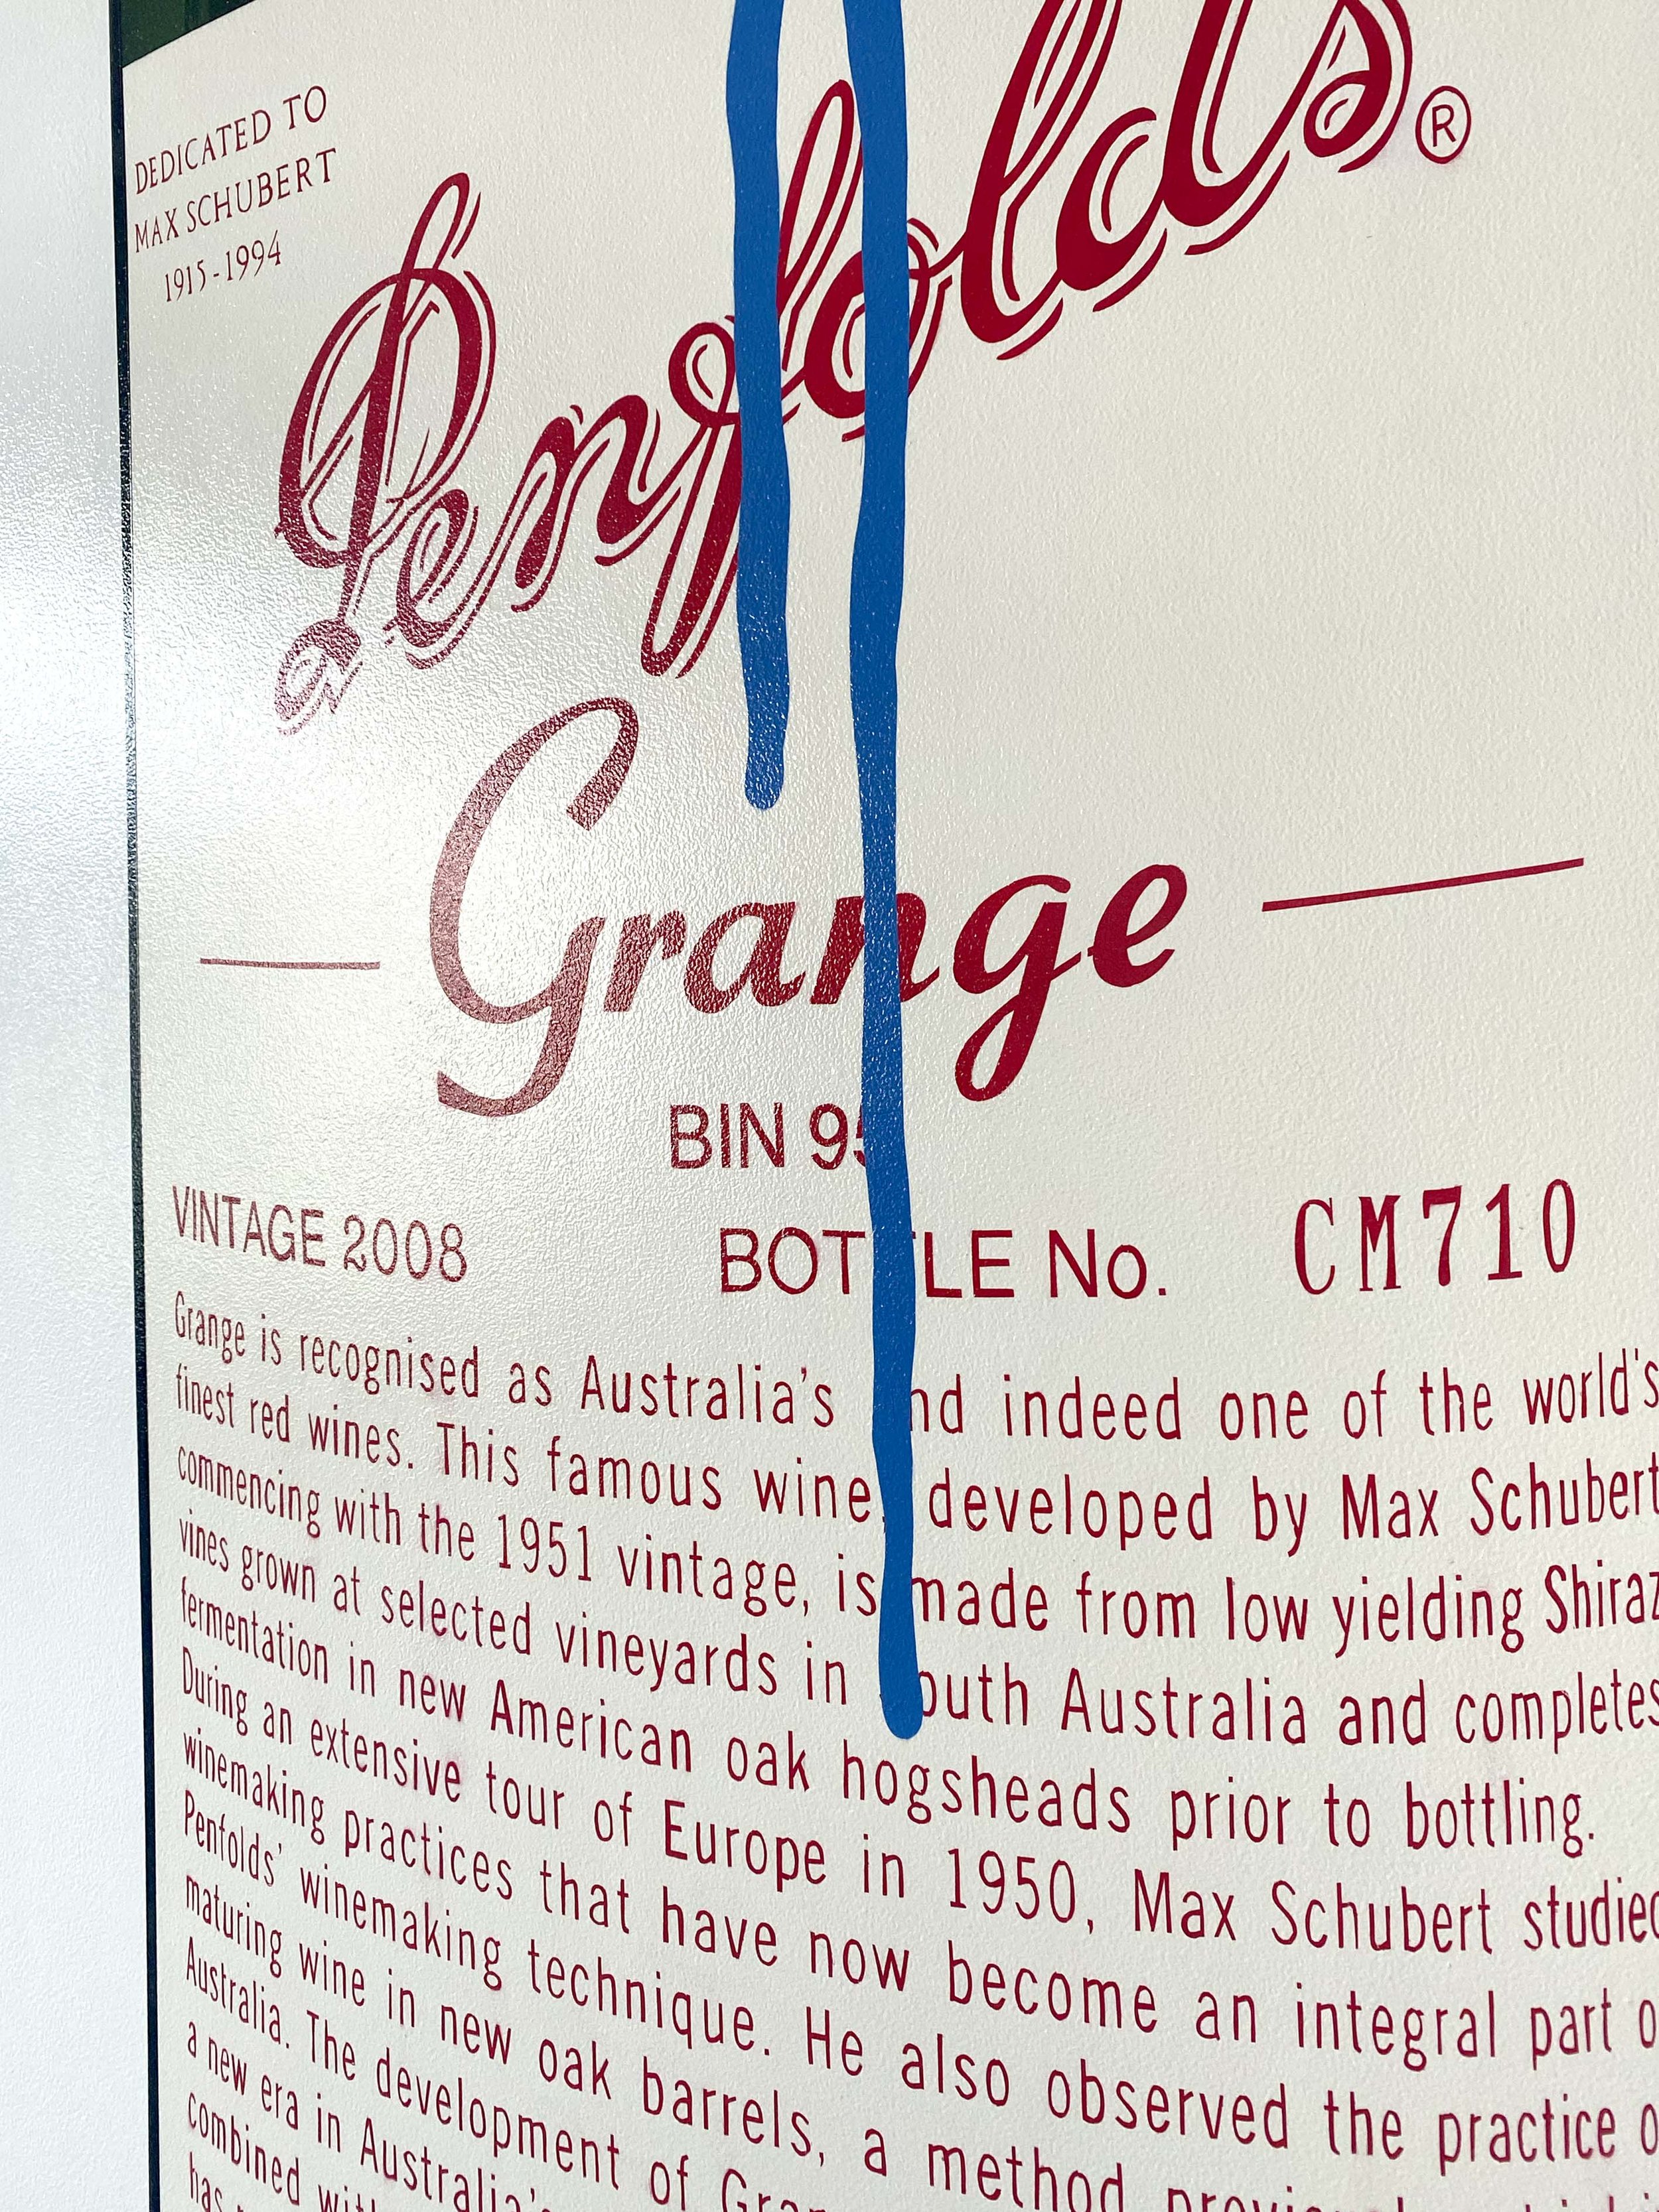 DEDICATED TO
MAX SCHUBERT
1915-1994
Penfolds®
Grange
BIN 95
VINTAGE 2008 BOTTLE No. CM710
Grange is recognised as Australia's and indeed one of the world's
finest red wines. This famous wine, developed by Max Schubert
commencing with the 1951 vintage, is made from low yielding Shiraz
vines grown at selected vineyards in South Australia and completes
fermentation in new American oak hogsheads prior to bottling.
During an extensive tour of Europe in 1950, Max Schubert studied
winemaking practices that have now become an integral part
Penfolds' winemaking technique. He also observed the practice
maturing wine in new oak barrels, a method
Australia. The development of
a new era in Australia's
combined
has